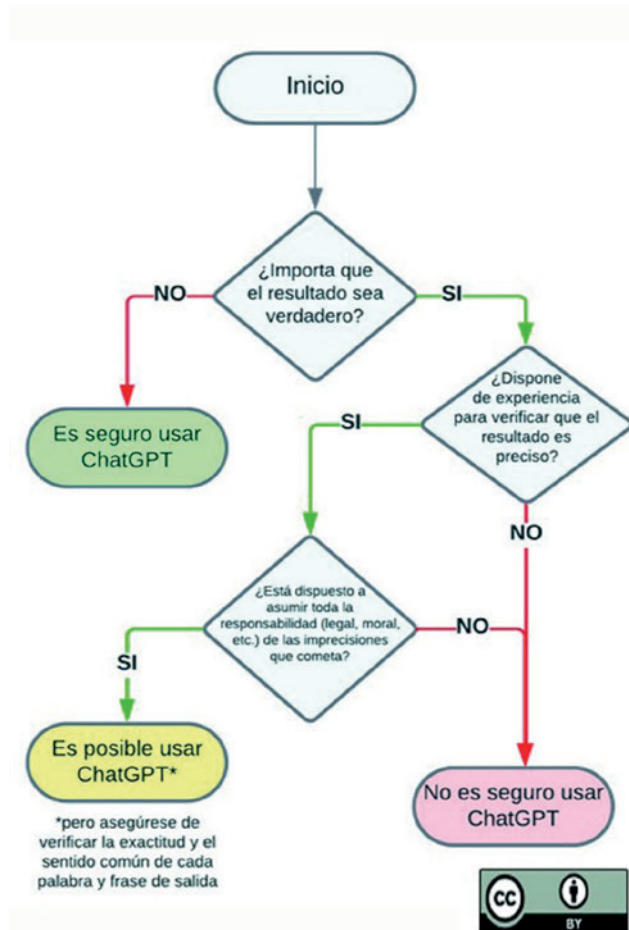 Inicio
¿Importa que
el resultado sea
verdadero?
NO
SI
¿Dispone
de experiencia
para verificar que el
resultado es
preciso?
Es seguro usar
ChatGPT
SI
NO
¿Está dispuesto a
asumir toda la
responsabilidad (legal, moral,
etc.) de las imprecisiones
que cometa?
NO
SI
Es posible usar
ChatGPT*
No es seguro usar
ChatGPT
*pero asegúrese de
verificar la exactitud y el
sentido común de cada
palabra y frase de salida
cc
BY